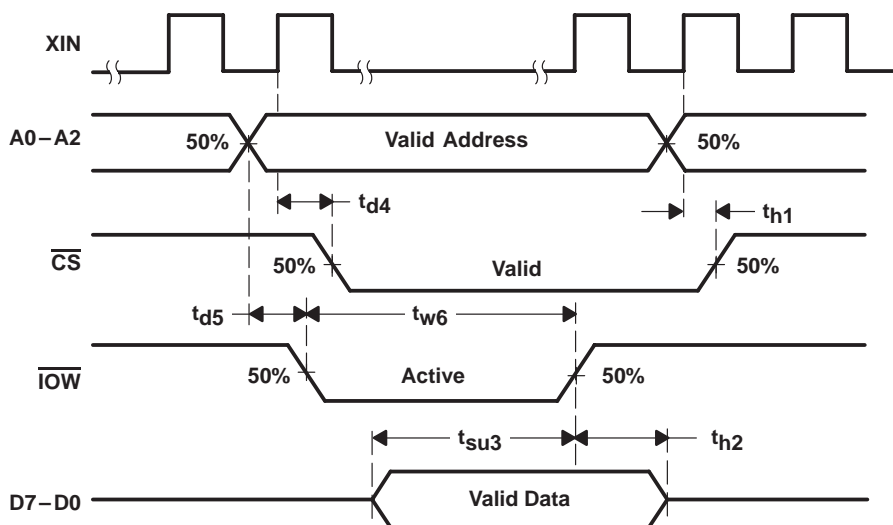 XIN
A0–A2
50%
Valid Address
50%
td4
th1
CS
50%
Valid
50%
td5
tw6
IOW
50%
Active
50%
tsu3
th2
D7–D0
Valid Data